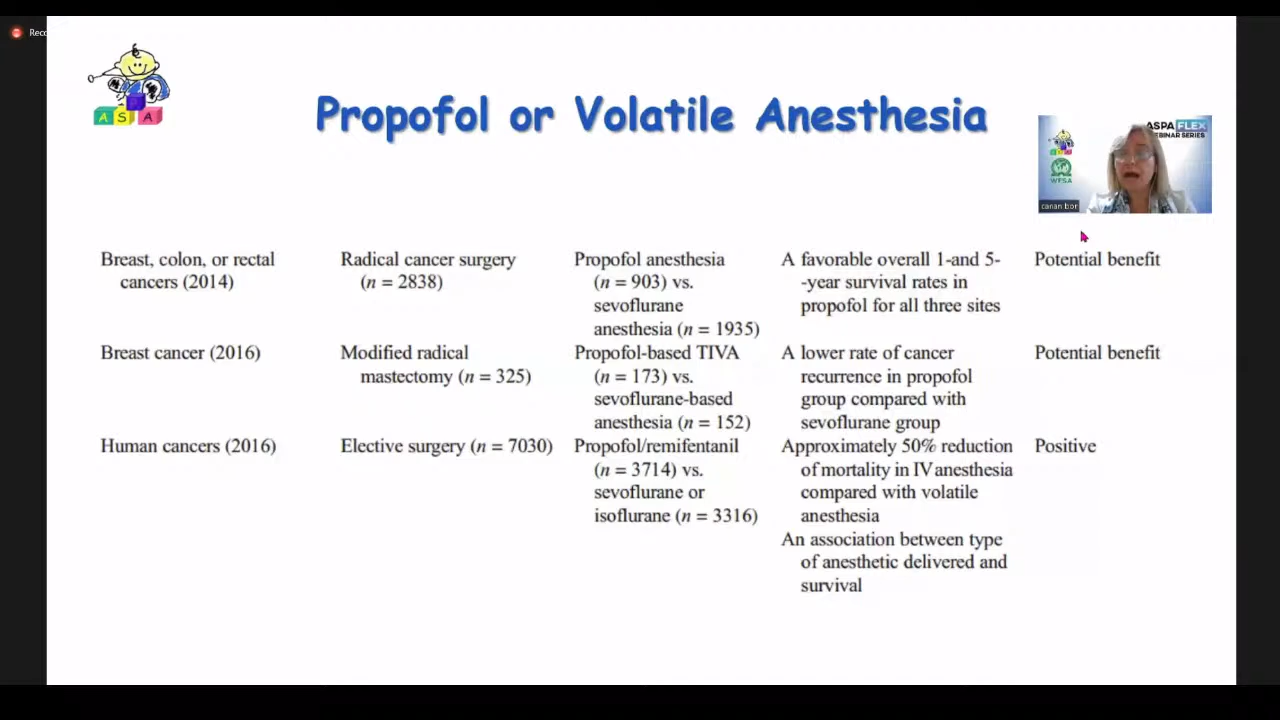 Reco
A S P A
Propofol or Volatile Anesthesia
ASPA FLEX
WEBINAR SERIES
WFSA
canan bor
Breast, colon, or rectal
cancers (2014)
Radical cancer surgery
(n = 2838)
Propofol anesthesia
(n = 903) vs.
sevoflurane
anesthesia (n = 1935)
A favorable overall 1-and 5-
-year survival rates in
propofol for all three sites
Potential benefit
Breast cancer (2016)
Modified radical
mastectomy (n = 325)
Propofol-based TIVA
(n = 173) vs.
sevoflurane-based
anesthesia (n = 152)
A lower rate of cancer
recurrence in propofol
group compared with
sevoflurane group
Potential benefit
Human cancers (2016)
Elective surgery (n = 7030)
Propofol/remifentanil
(n = 3714) vs.
sevoflurane or
isoflurane (n = 3316)
Approximately 50% reduction
of mortality in IV anesthesia
compared with volatile
anesthesia
An association between type
of anesthetic delivered and
survival
Positive